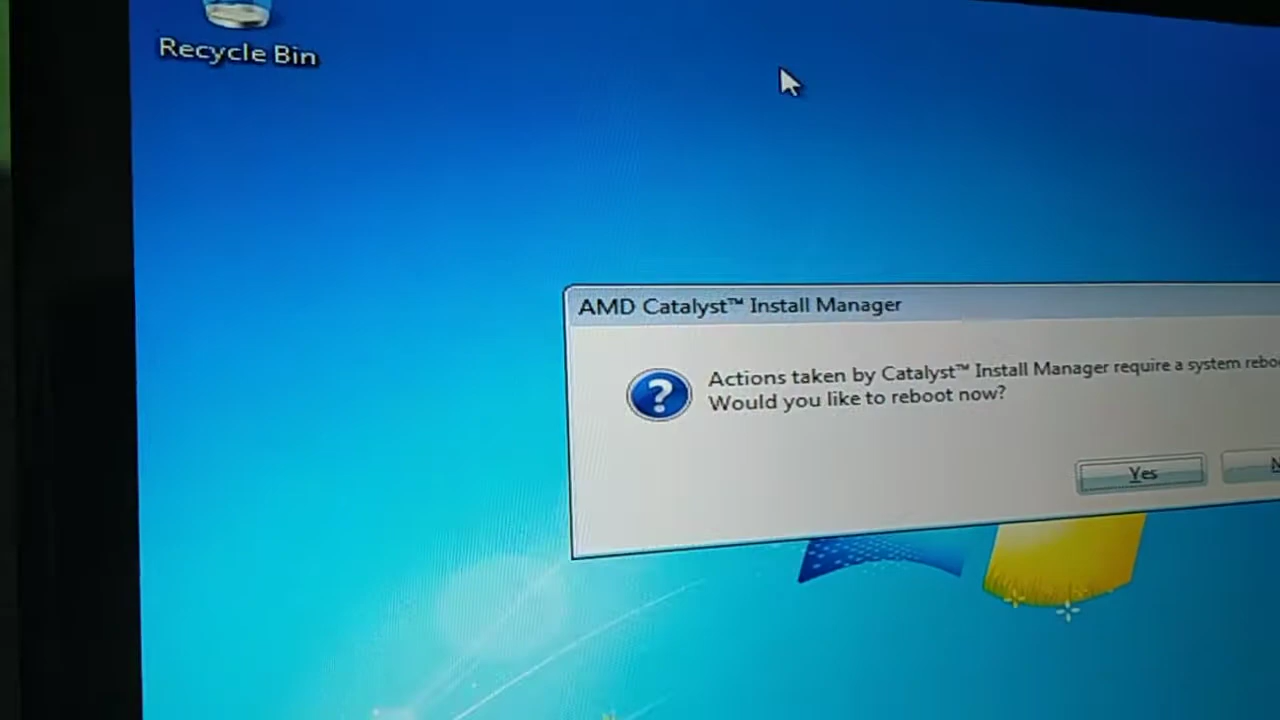 Recycle Bin
AMD Catalyst™ Install Manager
Actions taken by Catalyst™ Install Manager require a system rebo
Would you like to reboot now?
Yes
N